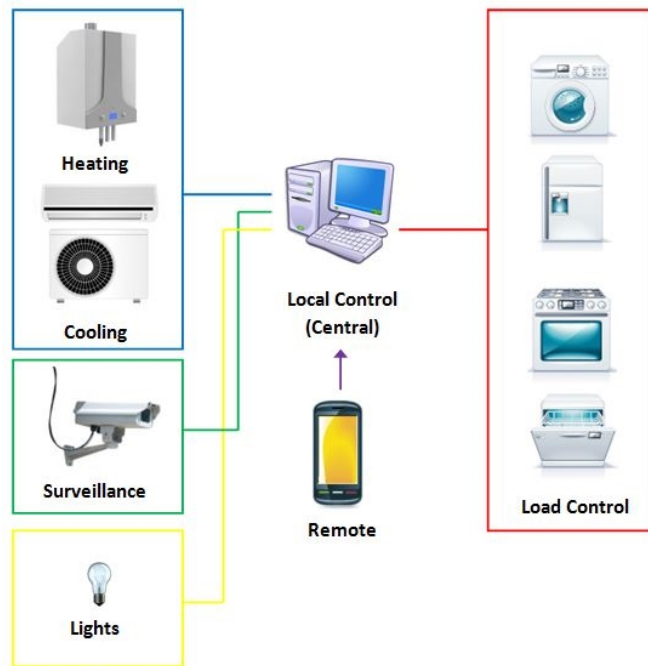 Heating
Cooling
Surveillance
Lights
Local Control
(Central)
Remote
Load Control